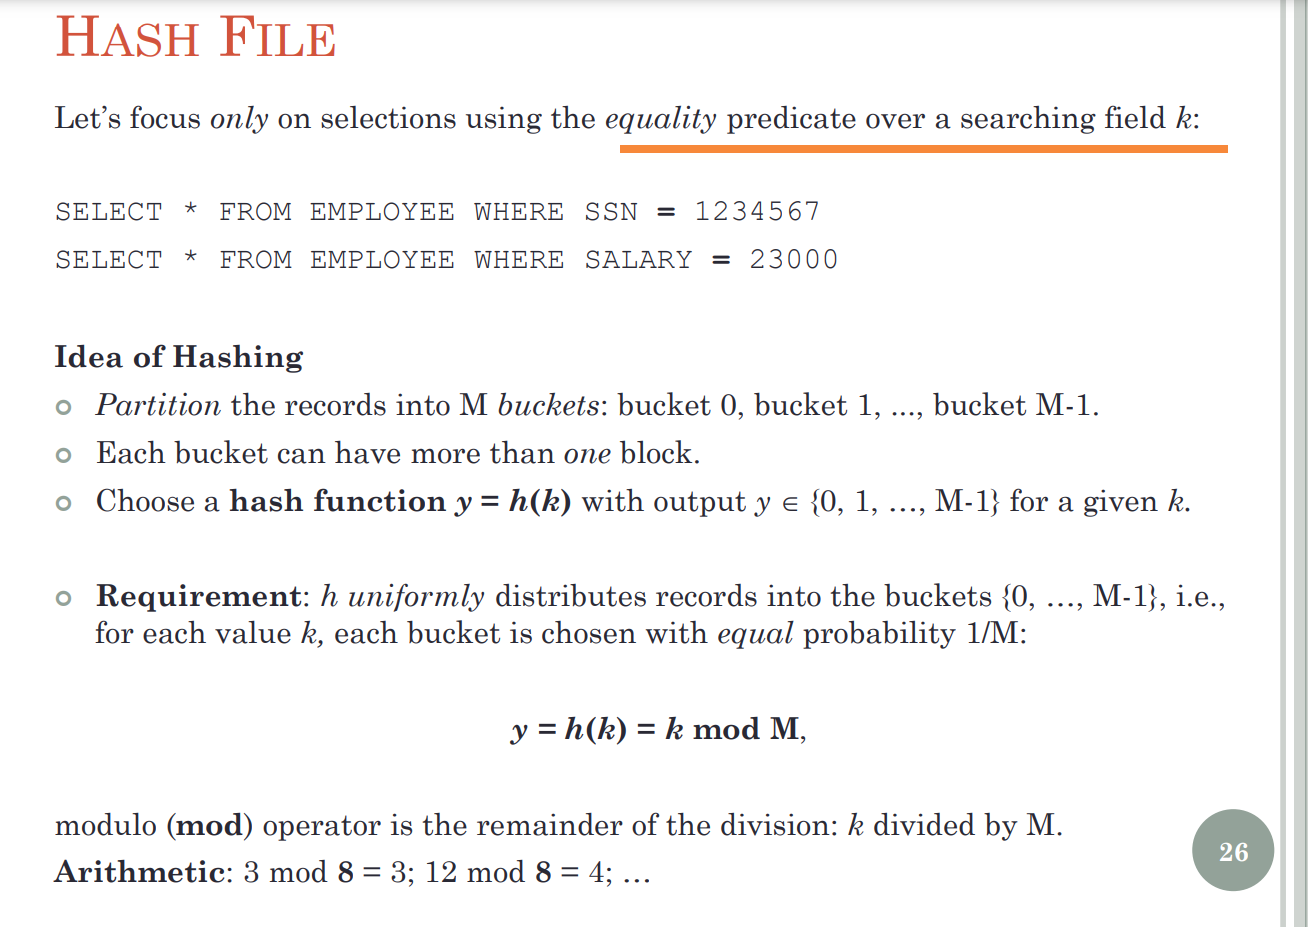 HASH FILE
Let’s focus only on selections using the equality predicate over a searching field k:
SELECT * FROM EMPLOYEE WHERE SSN = 1234567
SELECT * FROM EMPLOYEE WHERE SALARY = 23000
Idea of Hashing
Partition the records into M buckets: bucket 0, bucket 1, ..., bucket M-1.
Each bucket can have more than one block.
Choose a hash function y = h(k) with output y ∈ {0, 1, …, M-1} for a given k.
Requirement: h uniformly distributes records into the buckets {0, …, M-1}, i.e.,
for each value k, each bucket is chosen with equal probability 1/M:
y = h(k) = k mod M,
modulo (mod) operator is the remainder of the division: k divided by M.
Arithmetic: 3 mod 8 = 3; 12 mod 8 = 4; …
26